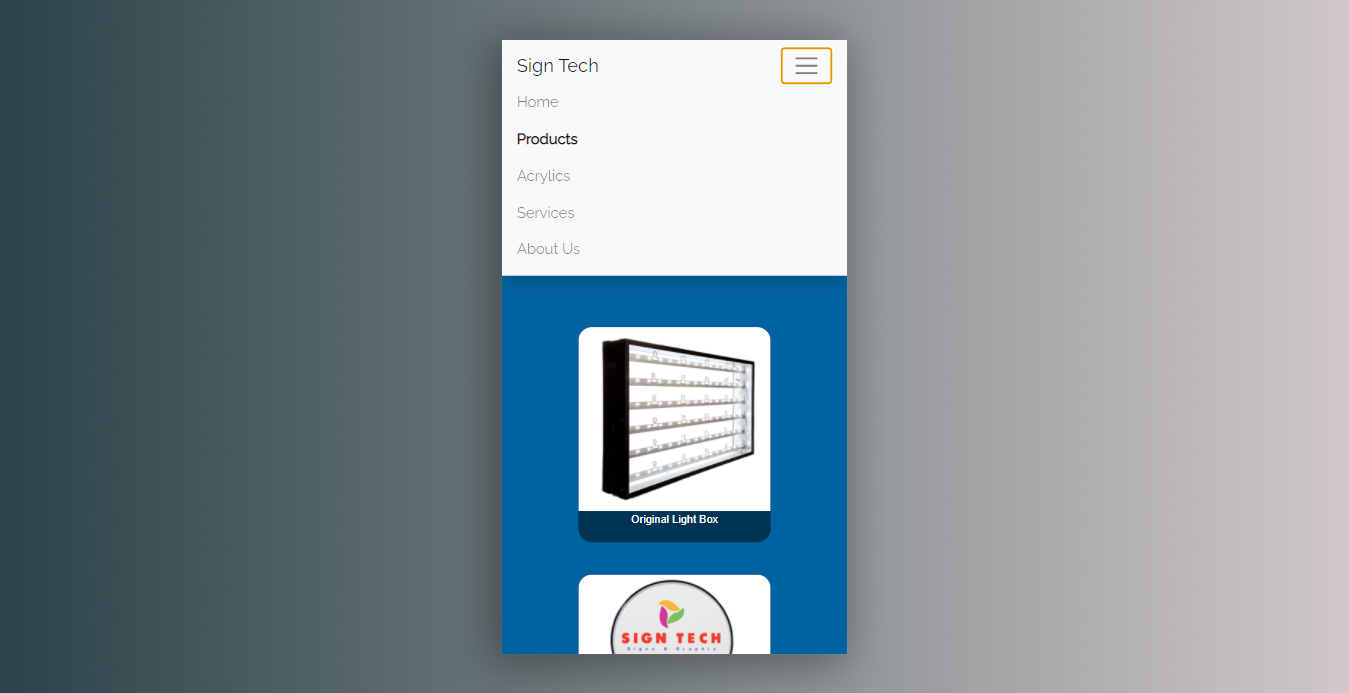 Sign Tech
Home
Products
Acrylics
Services
About Us
Original Light Box
SIGN TECH
Signs & Graphic